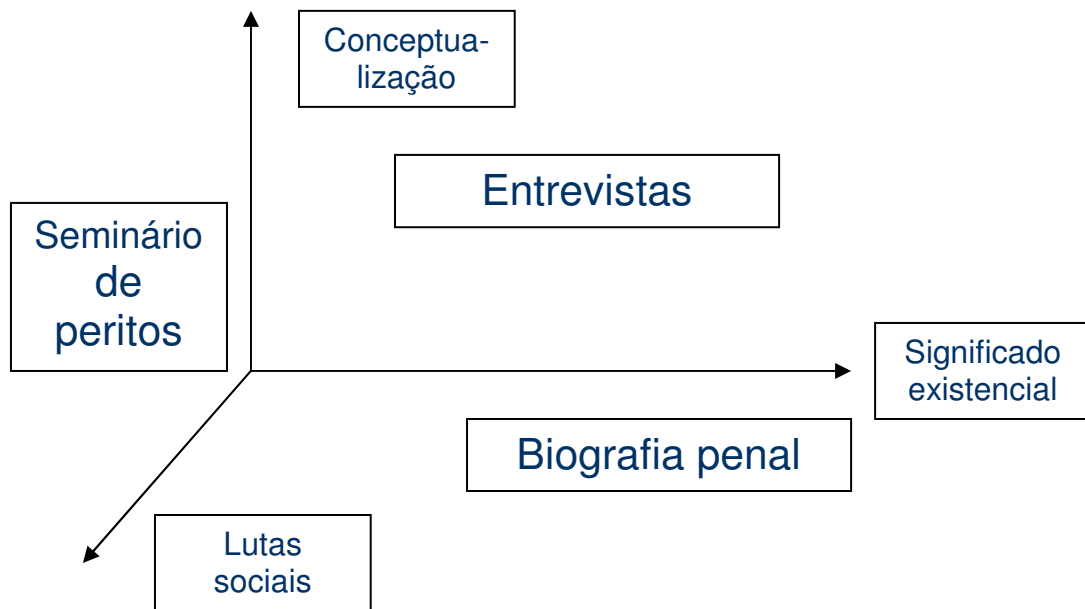 Conceptua-
lização
Entrevistas
Seminário
de
peritos
Significado
existencial
Biografia penal
Lutas
sociais